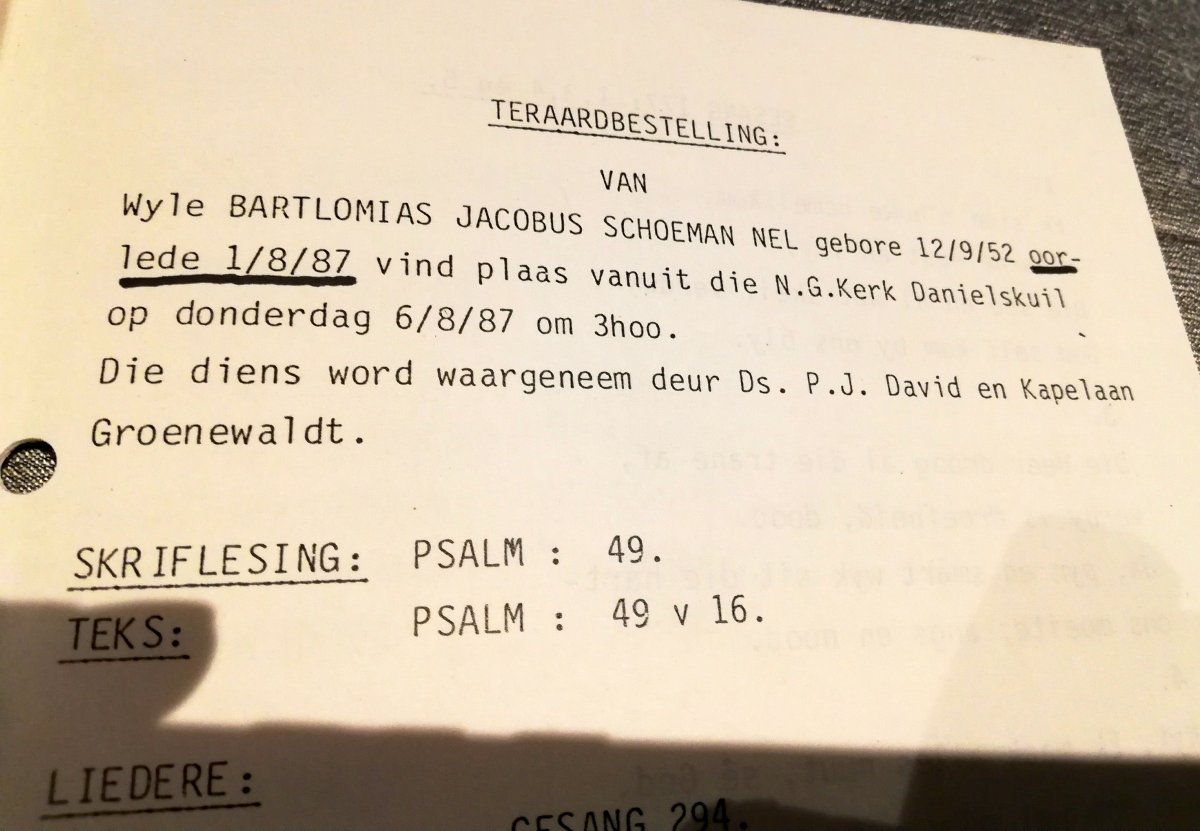 TERAARDBESTELLING:
VAN
Wyle BARTLOMIAS JACOBUS SCHOEMAN NEL gebore 12/9/52 oor-
lede 1/8/87 vind plaas vanuit die N.G.Kerk Danielskuil
op donderdag 6/8/87 om 3hoo.
Die diens word waargeneem deur Ds. P.J. David en Kapelaan
Groenewaldt.
SKRIFLESING: PSALM : 49.
TEKS: PSALM : 49 v 16.
LIEDERE:
GESANG 294.